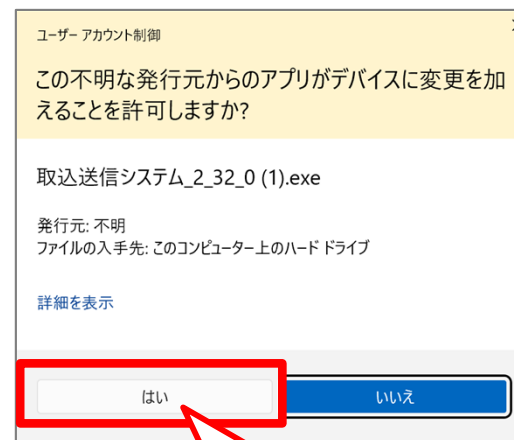 ユーザー アカウント制御
この不明な発行元からのアプリがデバイスに変更を加
えることを許可しますか?
取込送信システム_2_32_0 (1).exe
発行元: 不明
ファイルの入手先: このコンピューター上のハード ドライブ
詳細を表示
はい
いいえ